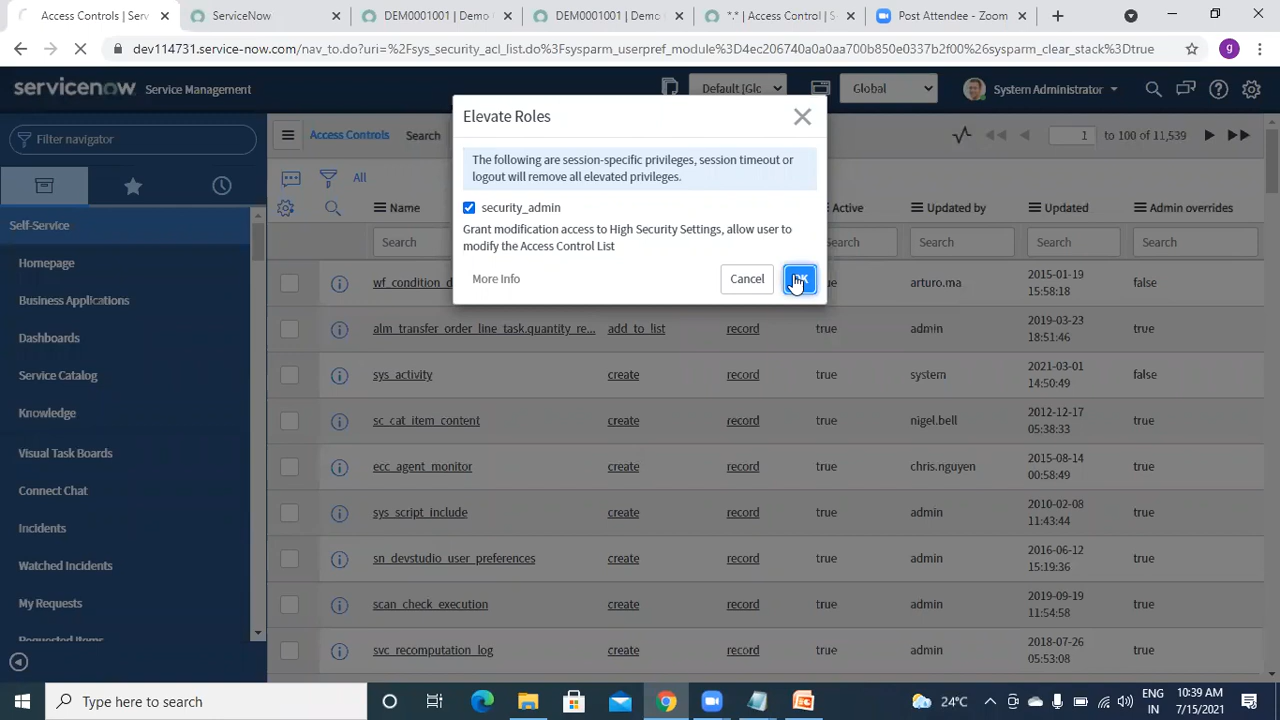 Access Controls | Serv
ServiceNow
DEM0001001 | Demo
DEM0001001 | Demo
*.* | Access Control | S
Post Attendee - Zoom
dev114731.service-now.com/nav_to.do?uri=%2Fsys_security_acl_list.do%3Fsysparm_userpref_module%3D4ec206740a0a0aa700b850e0337b2f00%26sysparm_clear_stack%3Dtrue
g
servicenow Service Management
Default [Glc
Global
System Administrator
Filter navigator
Access Controls Search
1 to 100 of 11,539
Elevate Roles
The following are session-specific privileges, session timeout or
logout will remove all elevated privileges.
security_admin
Grant modification access to High Security Settings, allow user to
modify the Access Control List
More Info
Cancel
All
Name Active Updated by Updated Admin overrides
Search Search Search Search Search
wf_condition_d arturo.ma 2015-01-19 15:58:18 false
alm_transfer_order_line_task.quantity_re... add_to_list record true admin 2019-03-23 18:51:46 true
sys_activity create record true system 2021-03-01 14:50:49 false
sc_cat_item_content create record true nigel.bell 2012-12-17 05:38:33 true
ecc_agent_monitor create record true chris.nguyen 2015-08-14 00:58:49 true
sys_script_include create record true admin 2010-02-08 11:43:44 true
sn_devstudio_user_preferences create record true admin 2016-06-12 15:19:36 true
scan_check_execution create record true admin 2019-09-19 11:54:58 true
svc_recomputation_log create record true admin 2018-07-26 05:53:08 true
Self-Service
Homepage
Business Applications
Dashboards
Service Catalog
Knowledge
Visual Task Boards
Connect Chat
Incidents
Watched Incidents
My Requests
Requested Items
Type here to search
24°C
ENG
IN
10:39 AM
7/15/2021